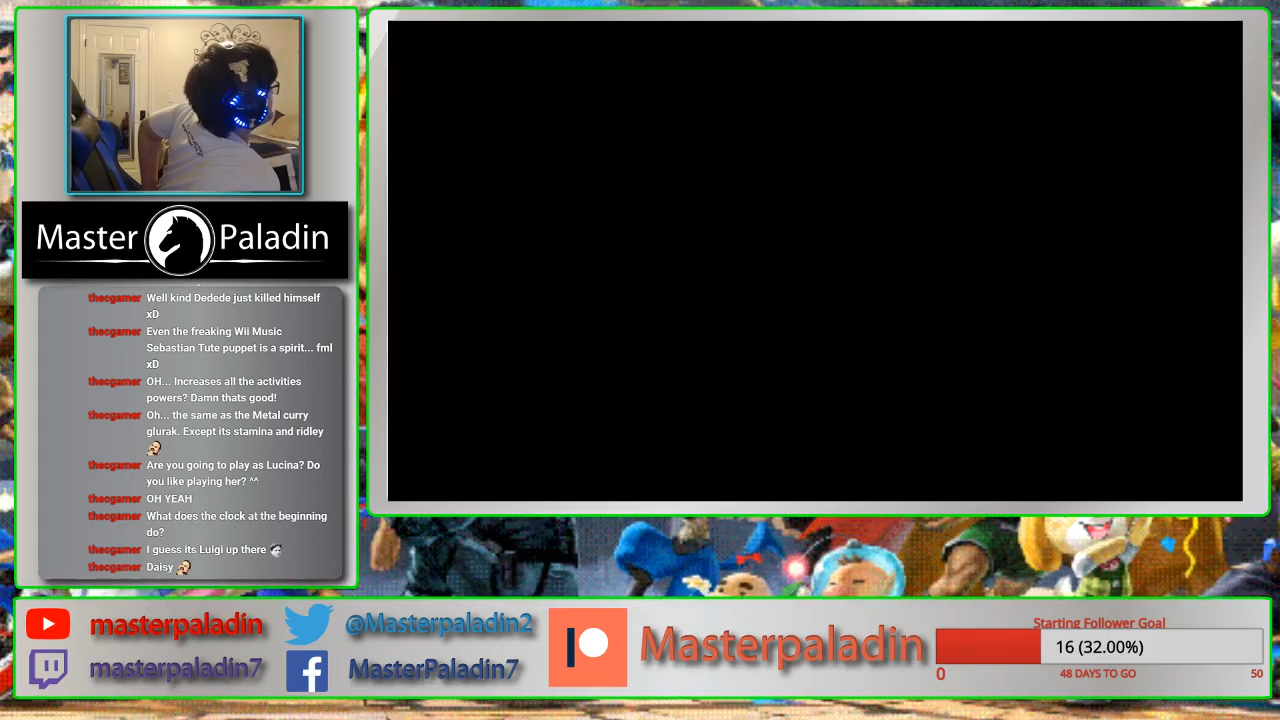 Master Paladin
thecgamer Well kind Dedede just killed himself
xD
thecgamer Even the freaking Wii Music
Sebastian Tute puppet is a spirit... fml
xD
thecgamer OH... Increases all the activities
powers? Damn thats good!
thecgamer Oh... the same as the Metal curry
glurak. Except its stamina and ridley
thecgamer Are you going to play as Lucina? Do
you like playing her? ^^
thecgamer OH YEAH
thecgamer What does the clock at the beginning
do?
thecgamer I guess its Luigi up there
thecgamer Daisy
masterpaladin
@Masterpaladin2
masterpaladin7
MasterPaladin7
Masterpaladin
Starting Follower Goal
16 (32.00%)
0 48 DAYS TO GO 50